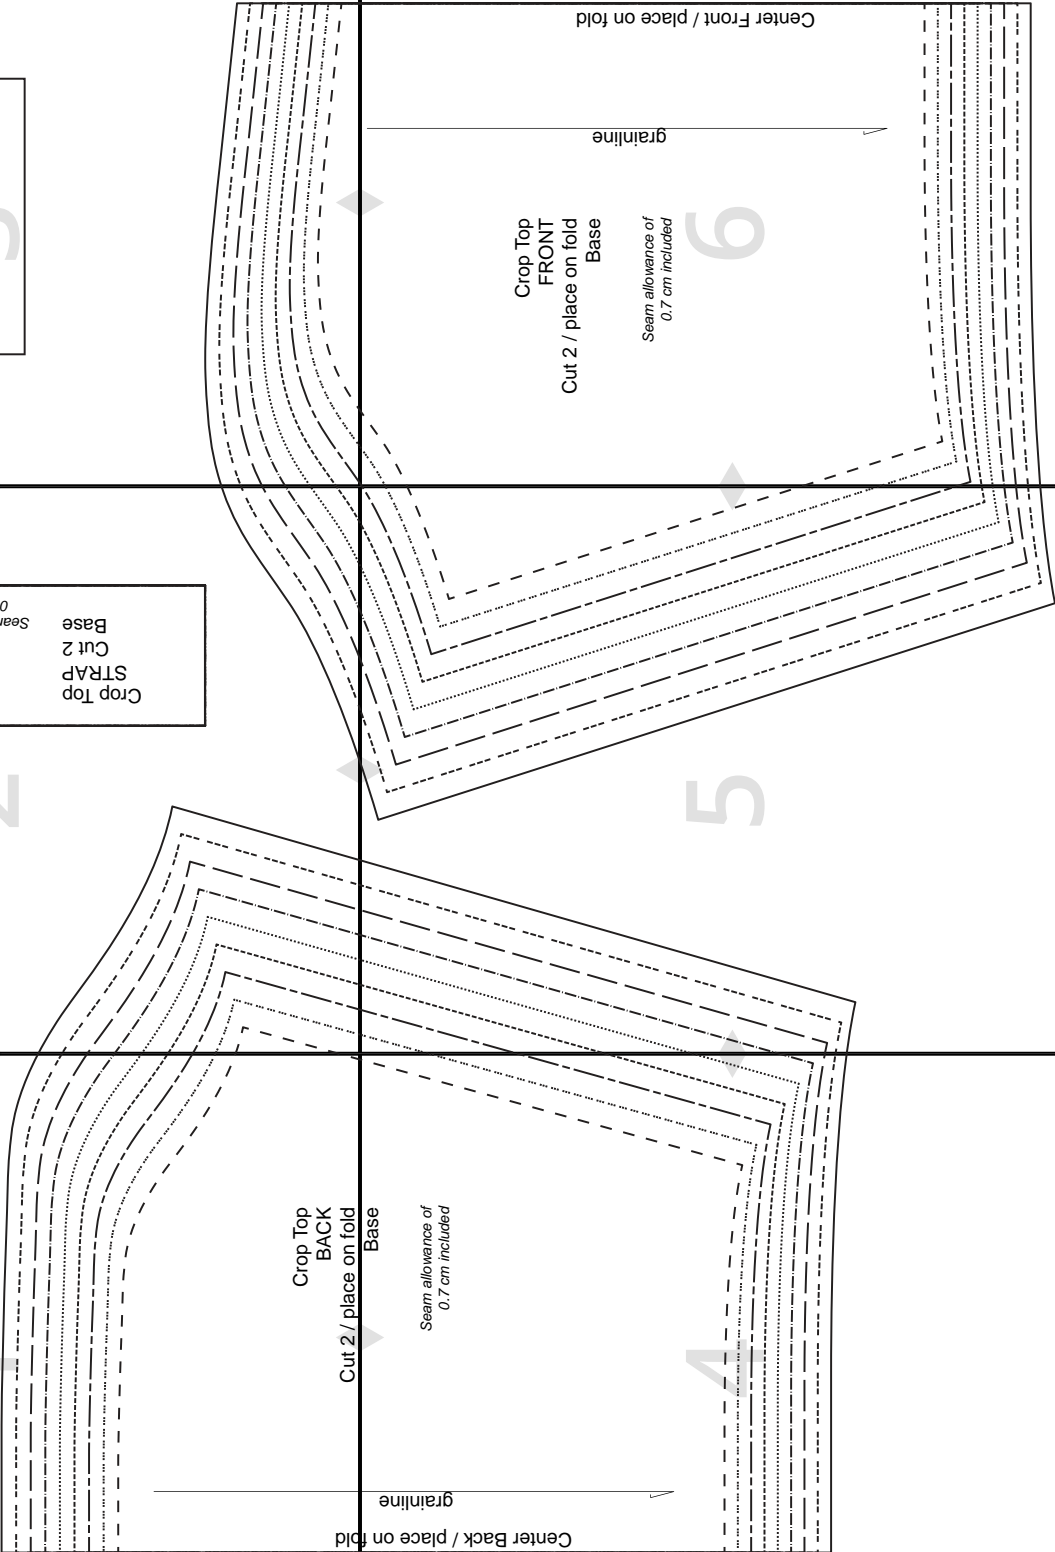 Center Front / place on fold
grainline
Crop Top
FRONT
Cut 2 / place on fold
Base
Seam allowance of
0.7 cm included
6
Crop Top
STRAP
Cut 2
Base
5
Crop Top
BACK
Cut 2 / place on fold
Base
Seam allowance of
0.7 cm included
4
grainline
Center Back / place on fold